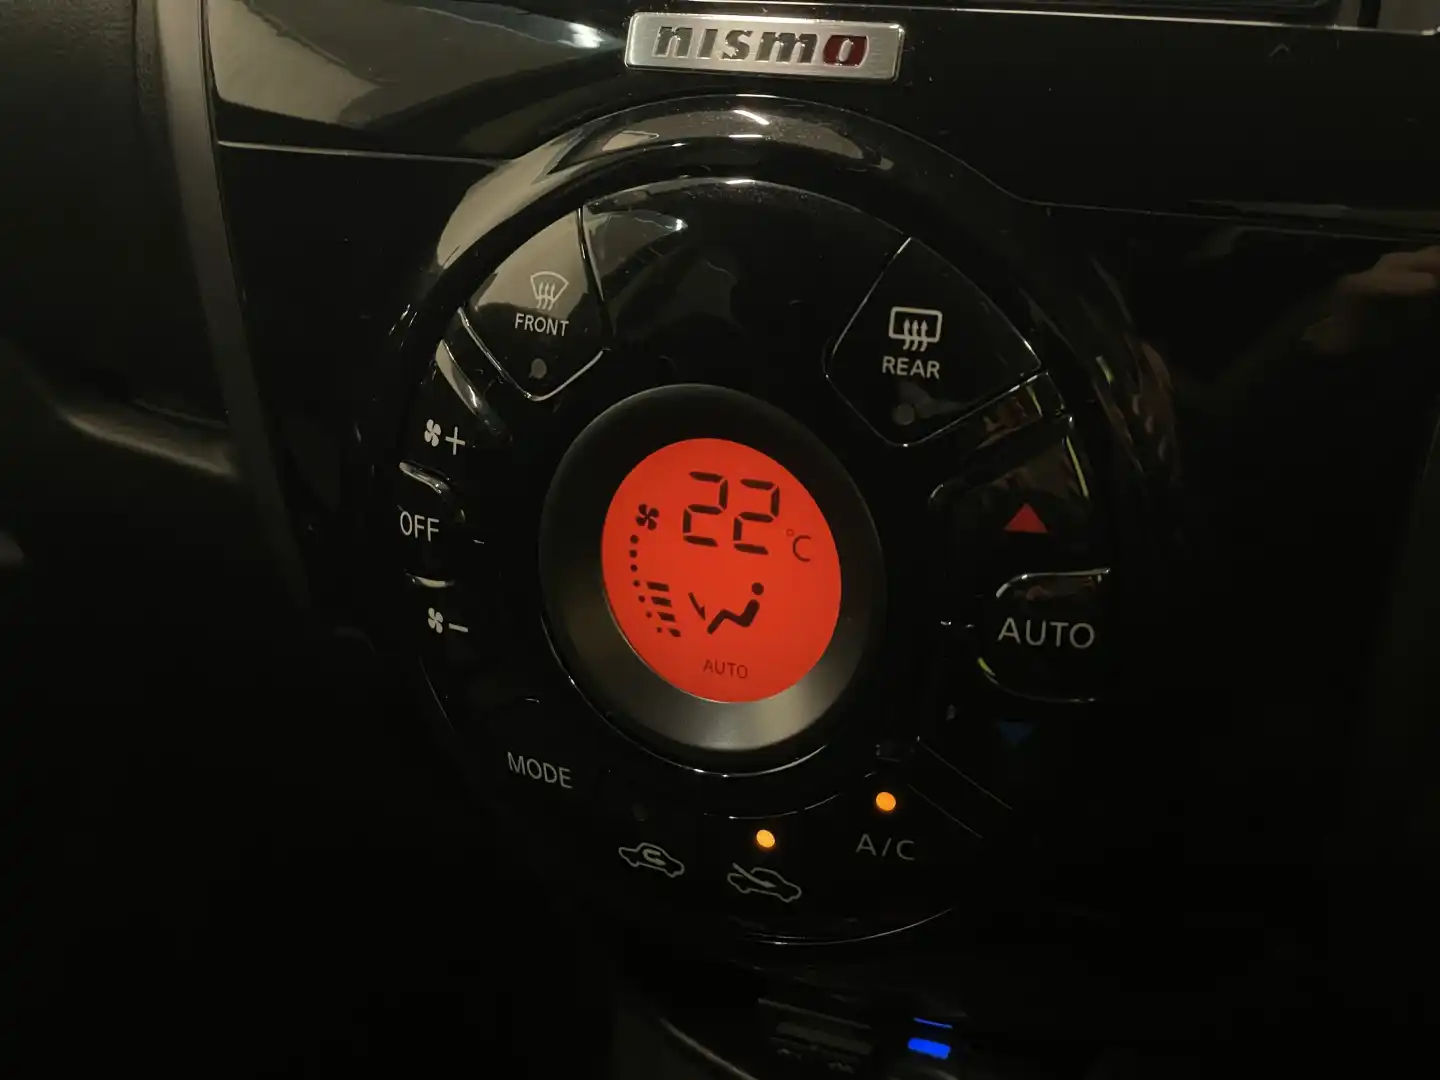 nismo
FRONT
REAR
+
OFF
-
22 °C
AUTO
AUTO
MODE
A/C